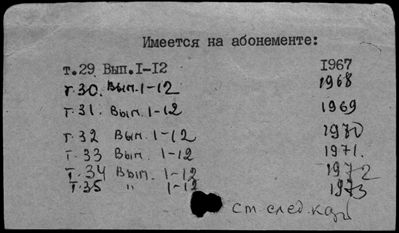 Имеется на абонементе:
т.29 Вып.I-I2 1967
т.30. Вып.1-12 1968
т.31. Вып.1-12 1969
т.32 Вып.1-12 1970
т.33 Вып.1-12 1971.
т.34 Вып.1-12 1972
т.35 " 1-12 1973
см след.